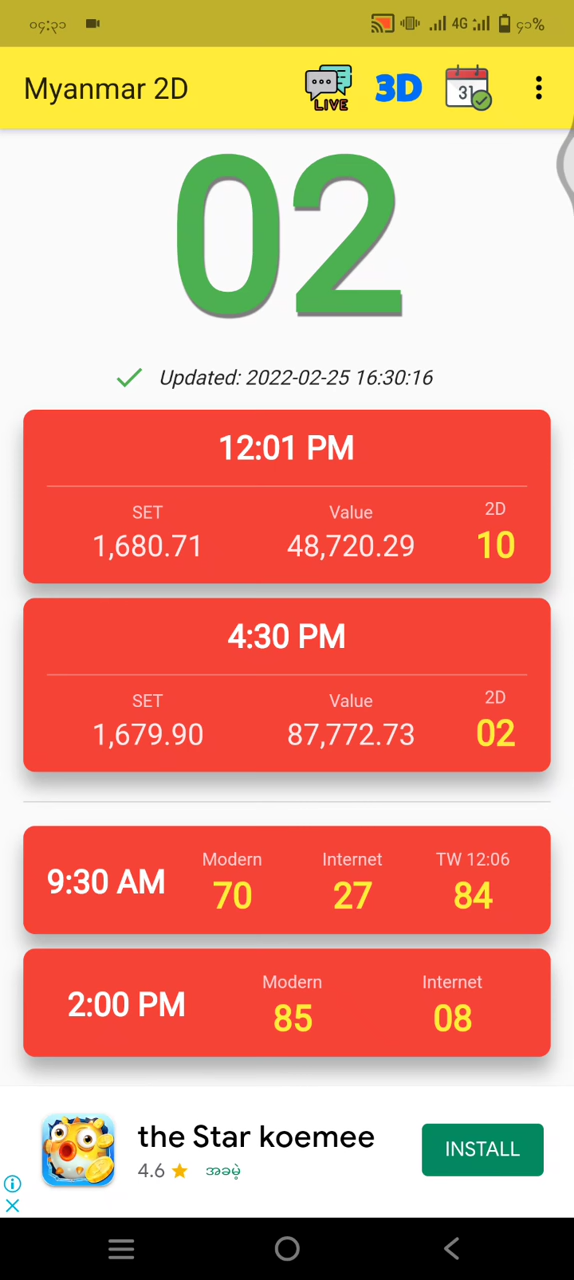 ၀၄:၃၁ 4G ၄၁%
Myanmar 2D LIVE 3D 31
02
Updated: 2022-02-25 16:30:16
12:01 PM
SET Value 2D
1,680.71 48,720.29 10
4:30 PM
SET Value 2D
1,679.90 87,772.73 02
Modern Internet TW 12:06
9:30 AM 70 27 84
Modern Internet
2:00 PM 85 08
the Star koemee
4.6 အခမဲ့
INSTALL